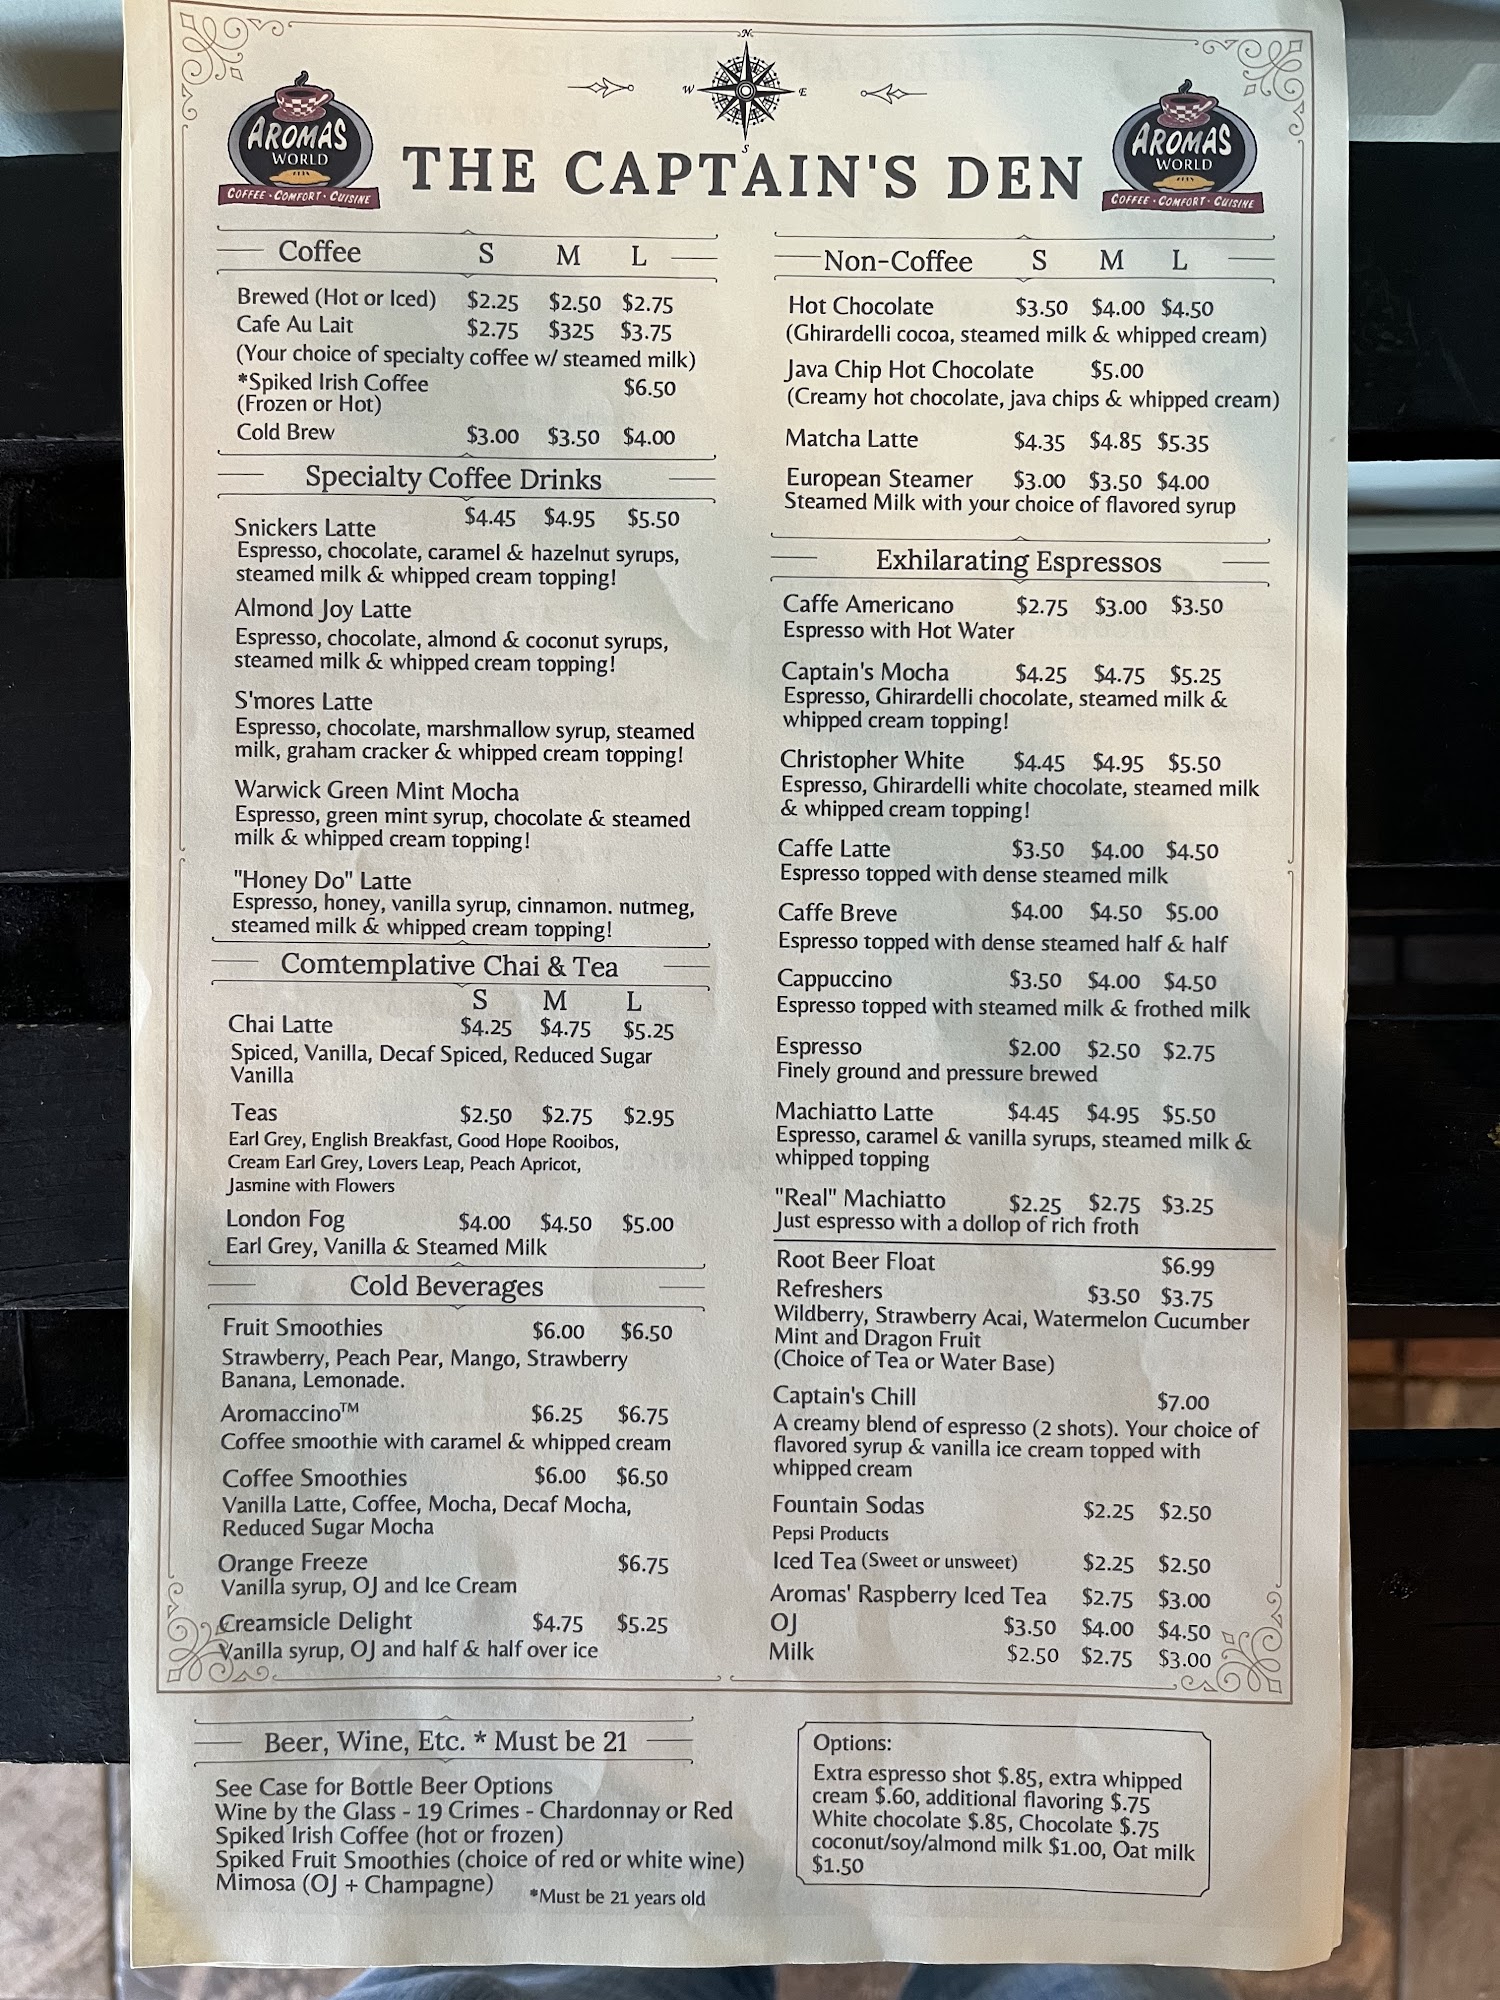 N
W E
S
AROMAS
WORLD
COFFEE · COMFORT · CUISINE
THE CAPTAIN'S DEN
AROMAS
WORLD
COFFEE · COMFORT · CUISINE
Coffee S M L
Brewed (Hot or Iced) $2.25 $2.50 $2.75
Cafe Au Lait $2.75 $325 $3.75
(Your choice of specialty coffee w/ steamed milk)
*Spiked Irish Coffee $6.50
(Frozen or Hot)
Cold Brew $3.00 $3.50 $4.00
Specialty Coffee Drinks
Snickers Latte $4.45 $4.95 $5.50
Espresso, chocolate, caramel & hazelnut syrups,
steamed milk & whipped cream topping!
Almond Joy Latte
Espresso, chocolate, almond & coconut syrups,
steamed milk & whipped cream topping!
S'mores Latte
Espresso, chocolate, marshmallow syrup, steamed
milk, graham cracker & whipped cream topping!
Warwick Green Mint Mocha
Espresso, green mint syrup, chocolate & steamed
milk & whipped cream topping!
"Honey Do" Latte
Espresso, honey, vanilla syrup, cinnamon. nutmeg,
steamed milk & whipped cream topping!
Comtemplative Chai & Tea
S M L
Chai Latte $4.25 $4.75 $5.25
Spiced, Vanilla, Decaf Spiced, Reduced Sugar
Vanilla
Teas $2.50 $2.75 $2.95
Earl Grey, English Breakfast, Good Hope Rooibos,
Cream Earl Grey, Lovers Leap, Peach Apricot,
Jasmine with Flowers
London Fog $4.00 $4.50 $5.00
Earl Grey, Vanilla & Steamed Milk
Cold Beverages
Fruit Smoothies $6.00 $6.50
Strawberry, Peach Pear, Mango, Strawberry
Banana, Lemonade.
Aromaccino™ $6.25 $6.75
Coffee smoothie with caramel & whipped cream
Coffee Smoothies $6.00 $6.50
Vanilla Latte, Coffee, Mocha, Decaf Mocha,
Reduced Sugar Mocha
Orange Freeze $6.75
Vanilla syrup, OJ and Ice Cream
Creamsicle Delight $4.75 $5.25
Vanilla syrup, OJ and half & half over ice
Non-Coffee S M L
Hot Chocolate $3.50 $4.00 $4.50
(Ghirardelli cocoa, steamed milk & whipped cream)
Java Chip Hot Chocolate $5.00
(Creamy hot chocolate, java chips & whipped cream)
Matcha Latte $4.35 $4.85 $5.35
European Steamer $3.00 $3.50 $4.00
Steamed Milk with your choice of flavored syrup
Exhilarating Espressos
Caffe Americano $2.75 $3.00 $3.50
Espresso with Hot Water
Captain's Mocha $4.25 $4.75 $5.25
Espresso, Ghirardelli chocolate, steamed milk &
whipped cream topping!
Christopher White $4.45 $4.95 $5.50
Espresso, Ghirardelli white chocolate, steamed milk
& whipped cream topping!
Caffe Latte $3.50 $4.00 $4.50
Espresso topped with dense steamed milk
Caffe Breve $4.00 $4.50 $5.00
Espresso topped with dense steamed half & half
Cappuccino $3.50 $4.00 $4.50
Espresso topped with steamed milk & frothed milk
Espresso $2.00 $2.50 $2.75
Finely ground and pressure brewed
Machiatto Latte $4.45 $4.95 $5.50
Espresso, caramel & vanilla syrups, steamed milk &
whipped topping
"Real" Machiatto $2.25 $2.75 $3.25
Just espresso with a dollop of rich froth
Root Beer Float $6.99
Refreshers $3.50 $3.75
Wildberry, Strawberry Acai, Watermelon Cucumber
Mint and Dragon Fruit
(Choice of Tea or Water Base)
Captain's Chill $7.00
A creamy blend of espresso (2 shots). Your choice of
flavored syrup & vanilla ice cream topped with
whipped cream
Fountain Sodas $2.25 $2.50
Pepsi Products
Iced Tea (Sweet or unsweet) $2.25 $2.50
Aromas' Raspberry Iced Tea $2.75 $3.00
OJ $3.50 $4.00 $4.50
Milk $2.50 $2.75 $3.00
Beer, Wine, Etc. * Must be 21
See Case for Bottle Beer Options
Wine by the Glass - 19 Crimes - Chardonnay or Red
Spiked Irish Coffee (hot or frozen)
Spiked Fruit Smoothies (choice of red or white wine)
Mimosa (OJ + Champagne)
*Must be 21 years old
Options:
Extra espresso shot $.85, extra whipped
cream $.60, additional flavoring $.75
White chocolate $.85, Chocolate $.75
coconut/soy/almond milk $1.00, Oat milk
$1.50